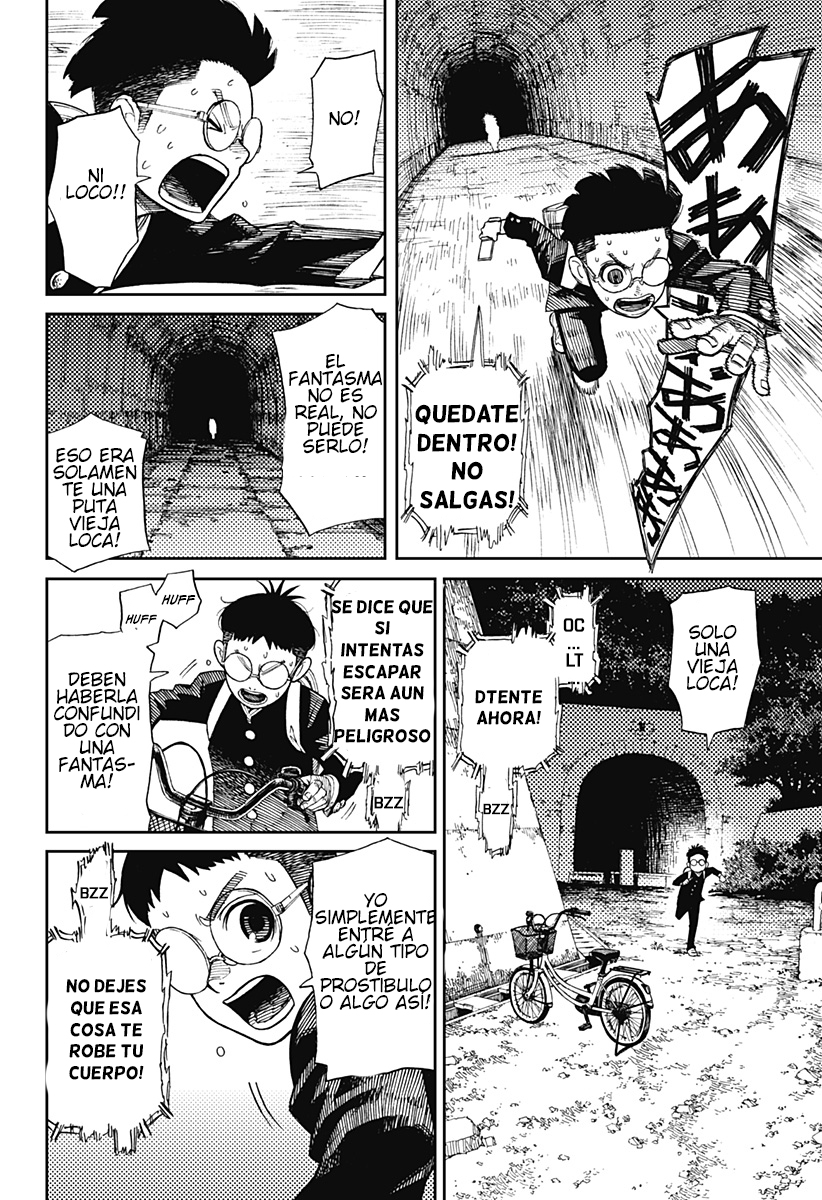 QUEDATE
DENTRO!
NO
SALGAS!
NO!
NI
LOCO!!
EL
FANTASMA
NO ES
REAL, NO
PUEDE
SERLO!
ESO ERA
SOLAMEN
TE UNA
PUTA
VIEJA
LOCA!
SOLO
UNA
VIEJA
LOCA!
OC
...
LT
DTENTE
AHORA!
BZZ
SE DICE QUE
SI
INTENTAS
ESCAPAR
SERA AUN
MAS
PELIGROSO
BZZ
HUFF
HUFF
DEBEN
HABERLA
CONFUNDI
DO CON
UNA
FANTAS-
MA!
YO
SIMPLEMENTE
ENTRÉ A
ALGUN TIPO
DE
PROSTIBULO
O ALGO ASÍ!
BZZ
NO DEJES
QUE ESA
COSA TE
ROBE TU
CUERPO!